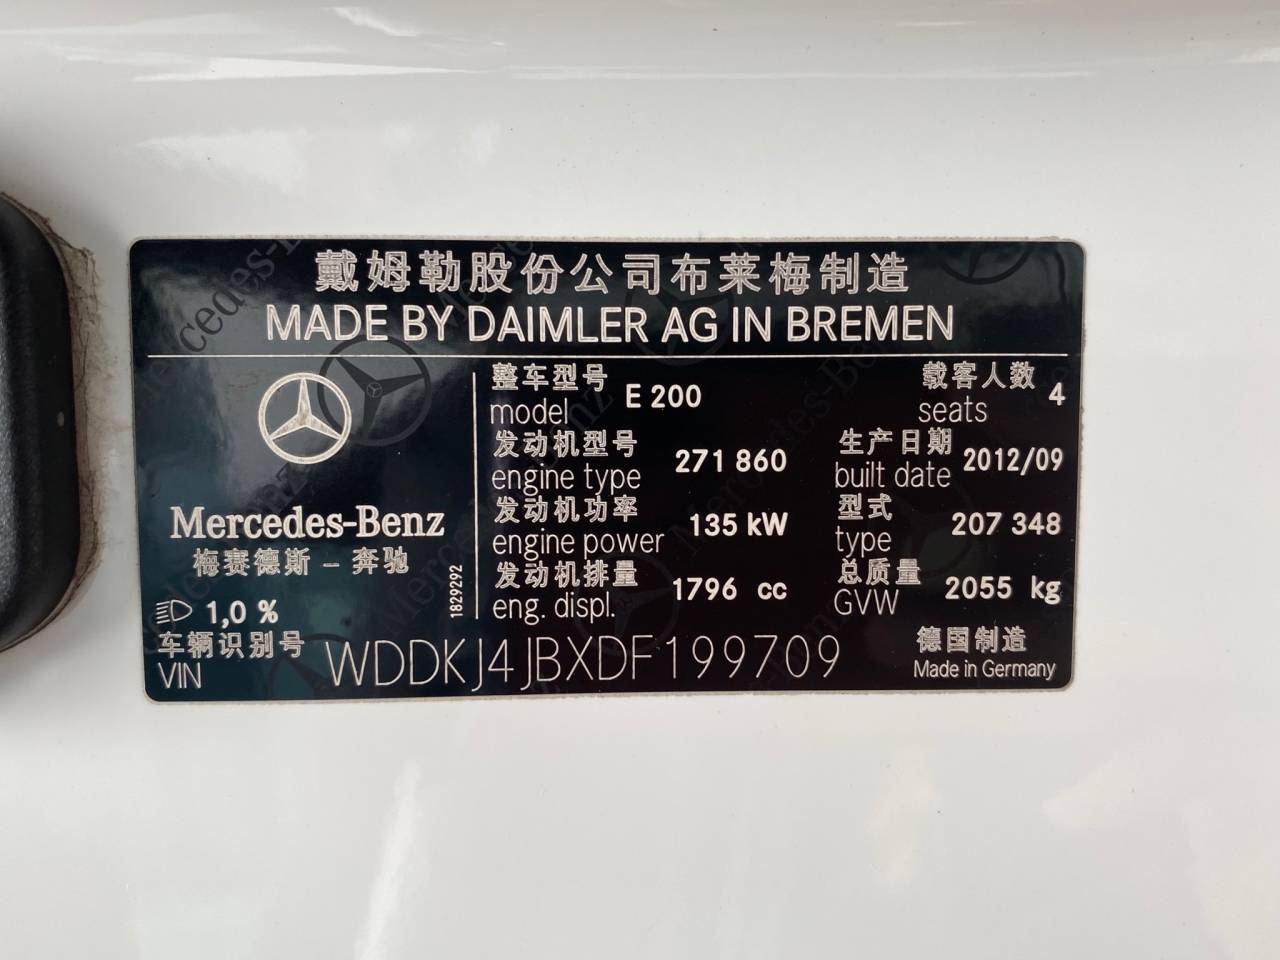 戴姆勒股份公司布莱梅制造
MADE BY DAIMLER AG IN BREMEN
Mercedes-Benz
梅赛德斯 - 奔驰
1,0 %
1829292
整车型号
model E 200
载客人数
seats 4
发动机型号
engine type 271 860
生产日期
built date 2012/09
发动机功率
engine power 135 kW
型式
type 207 348
发动机排量
eng. displ. 1796 cc
总质量
GVW 2055 kg
车辆识别号
VIN WDDKJ4JBXDF199709
德国制造
Made in Germany